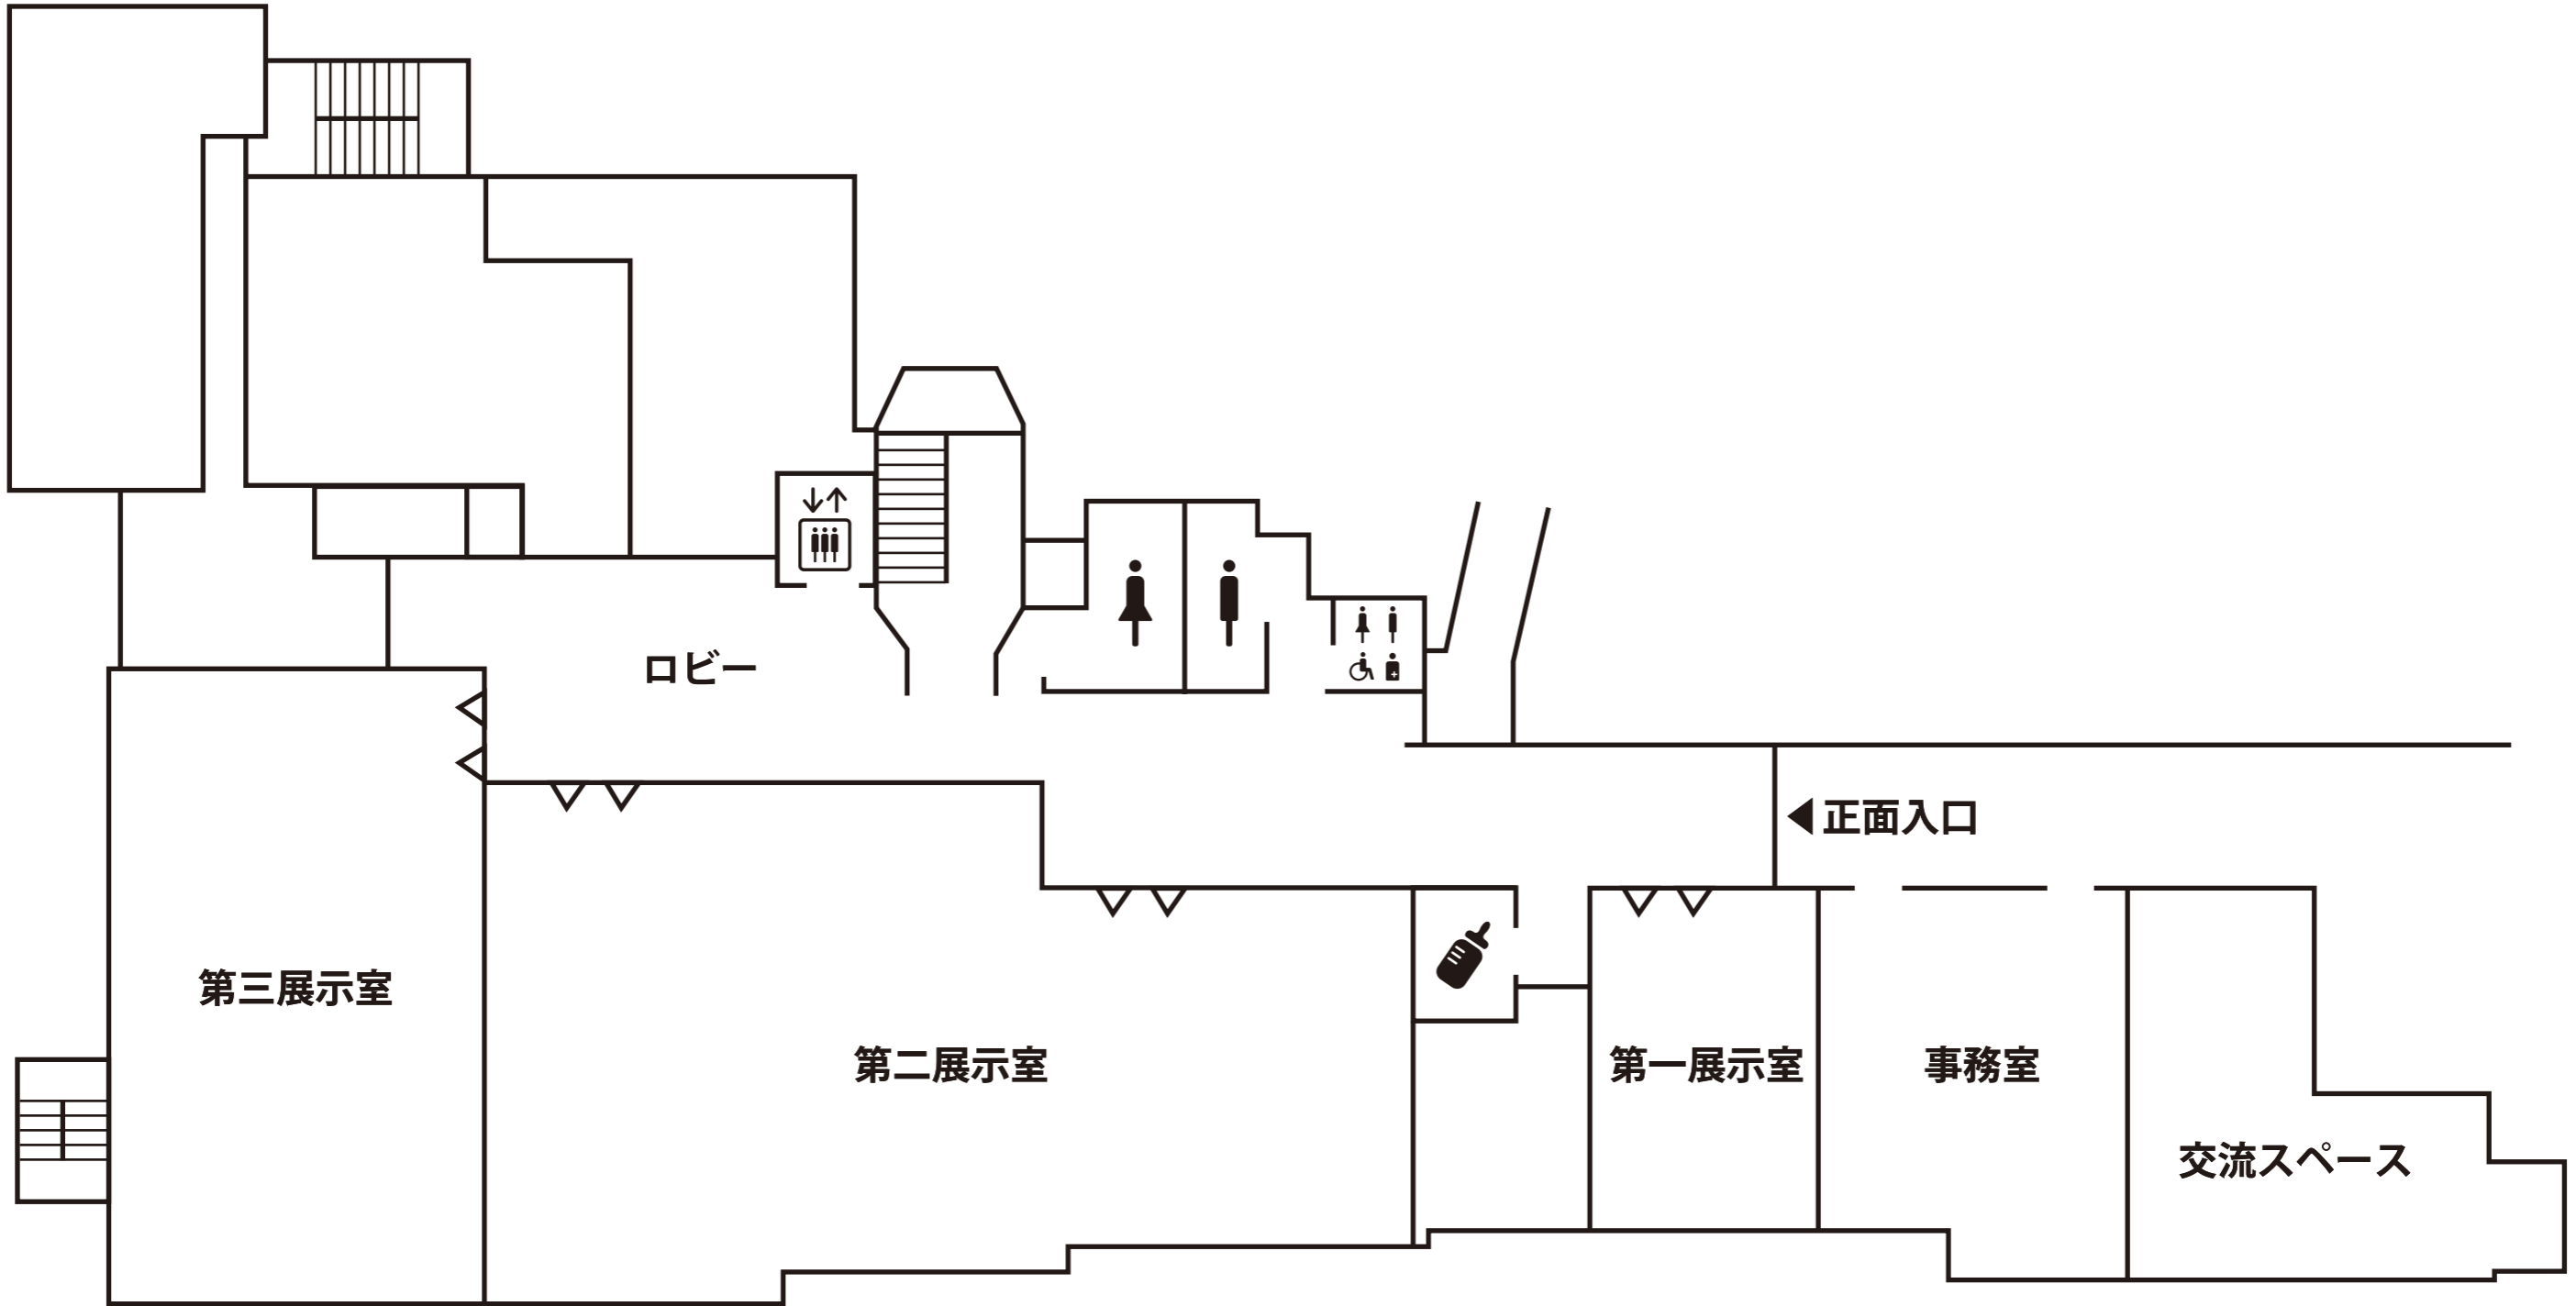 ロビー
正面入口
第三展示室
第二展示室
第一展示室
事務室
交流スペース